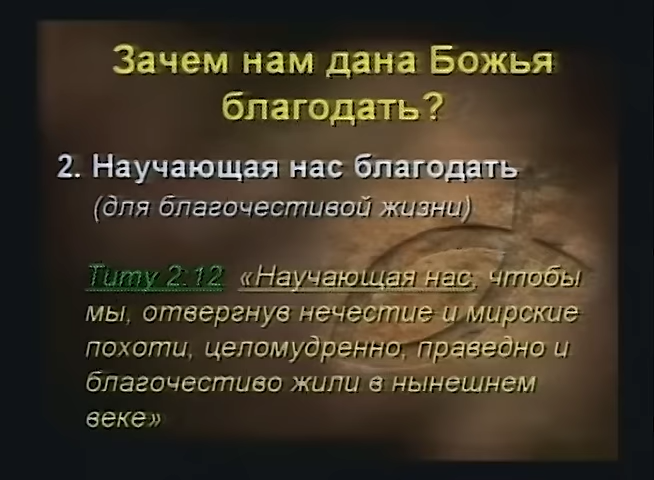 Зачем нам дана Божья
благодать?
2. Научающая нас благодать
(для благочестивой жизни)
Титу 2:12 «Научающая нас, чтобы
мы, отвергнув нечестие и мирские
похоти, целомудренно, праведно и
благочестиво жили в нынешнем
веке»